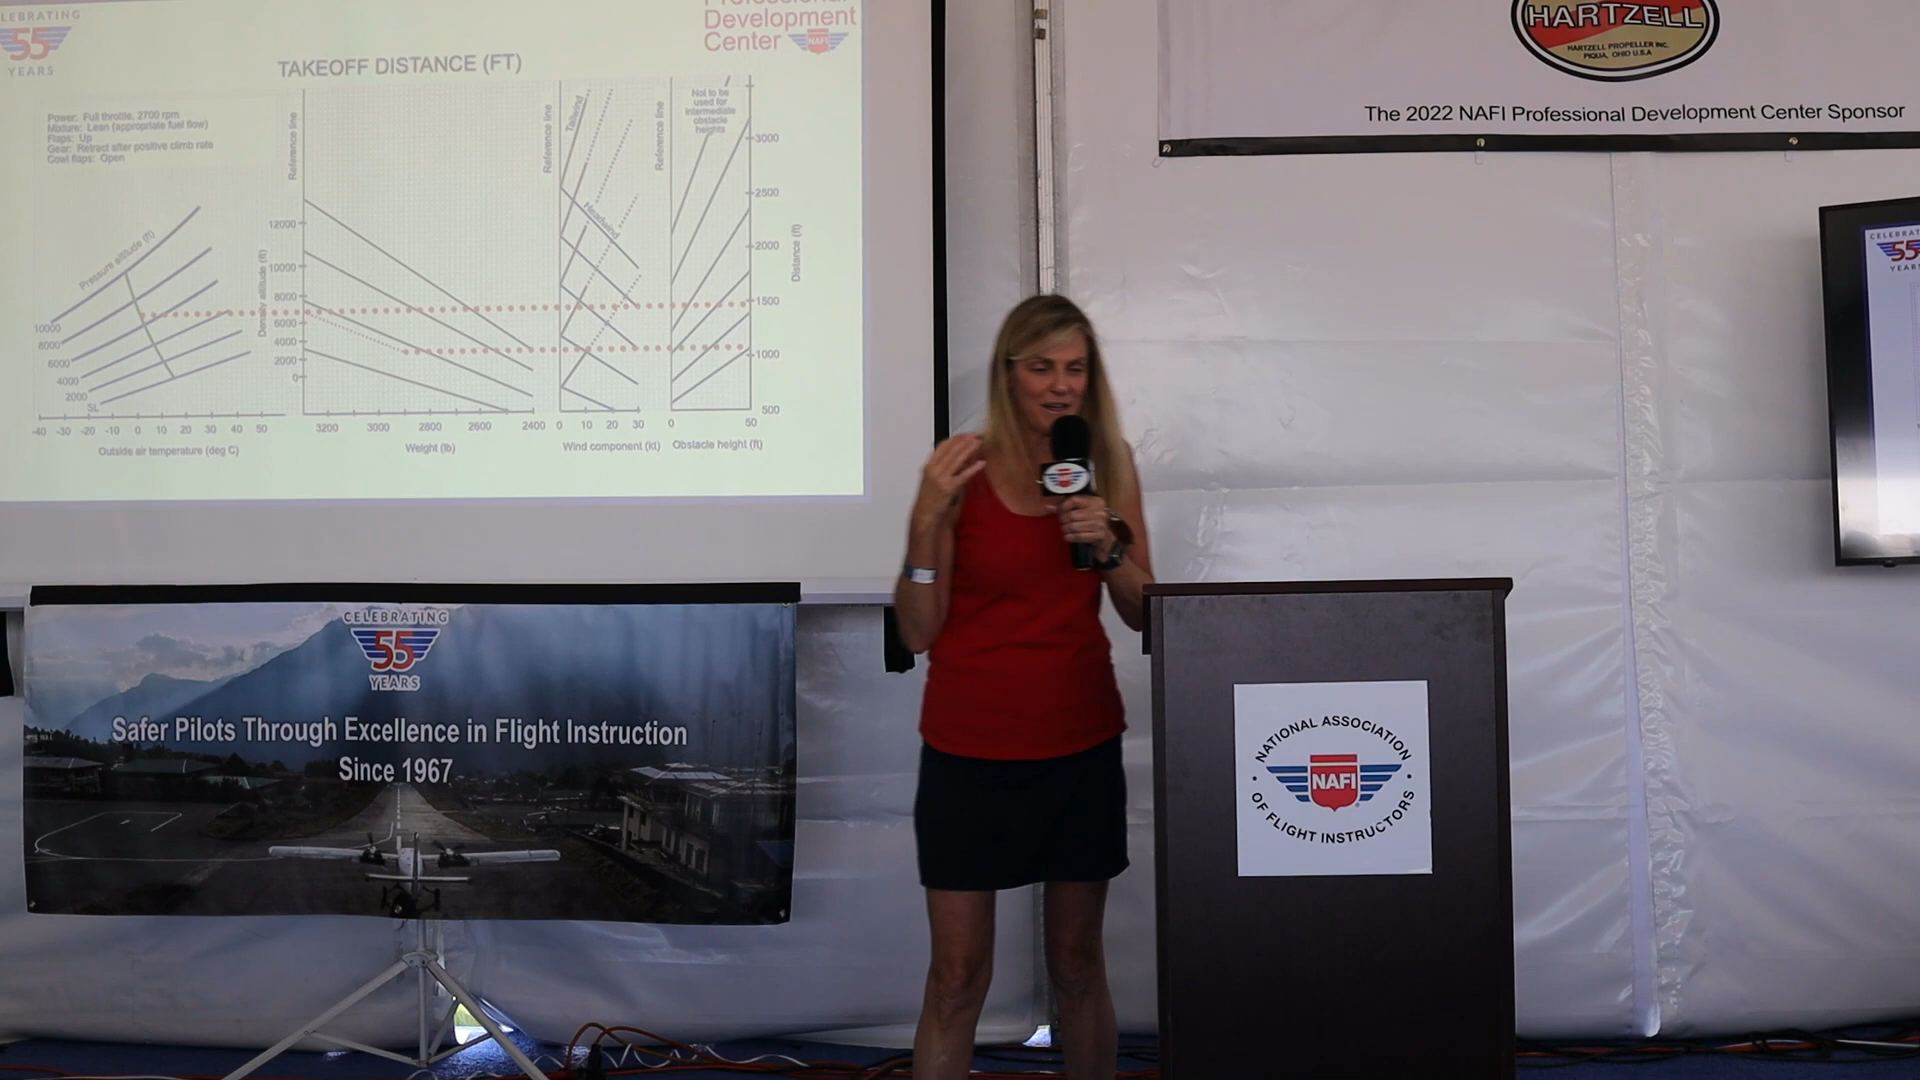 CELEBRATING
55
YEARS
Professional
Development
Center
NAFI
TAKEOFF DISTANCE (FT)
Power: Full throttle, 2700 rpm
Mixture: Lean (appropriate fuel flow)
Flaps: Up
Gear: Retract after positive climb rate
Cowl flaps: Open
Reference line
Reference line
Reference line
Tailwind
Headwind
Not to be
used for
intermediate
obstacle
heights
Pressure altitude (ft)
10000
8000
6000
4000
2000
SL
Density altitude (ft)
12000
10000
8000
6000
4000
2000
0
3000
2500
2000
1500
1000
500
Distance (ft)
-40 -30 -20 -10 0 10 20 30 40 50
3200 3000 2800 2600 2400
0 10 20 30
0 50
Outside air temperature (deg C)
Weight (lb)
Wind component (kt)
Obstacle height (ft)
HARTZELL
HARTZELL PROPELLER INC.
PIQUA, OHIO U.S.A
The 2022 NAFI Professional Development Center Sponsor
CELEBRAT
55
YEARS
CELEBRATING
55
YEARS
Safer Pilots Through Excellence in Flight Instruction
Since 1967
NATIONAL ASSOCIATION
NAFI
OF FLIGHT INSTRUCTORS